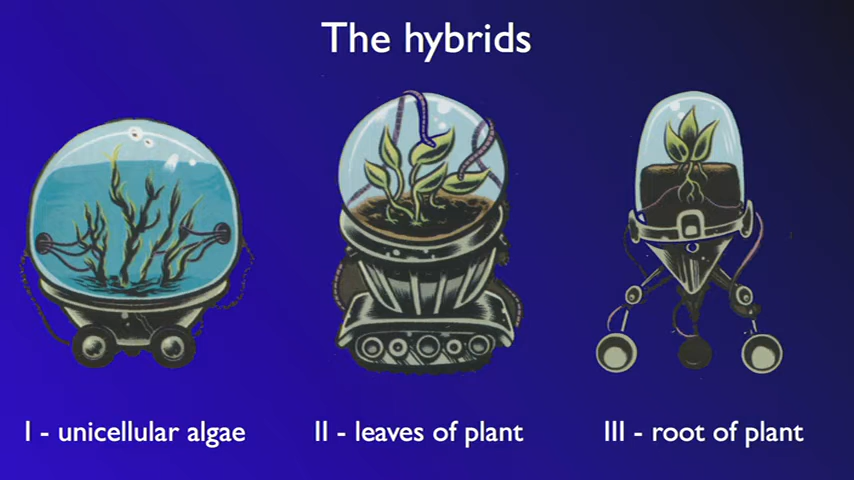 The hybrids
I - unicellular algae
II - leaves of plant
III - root of plant